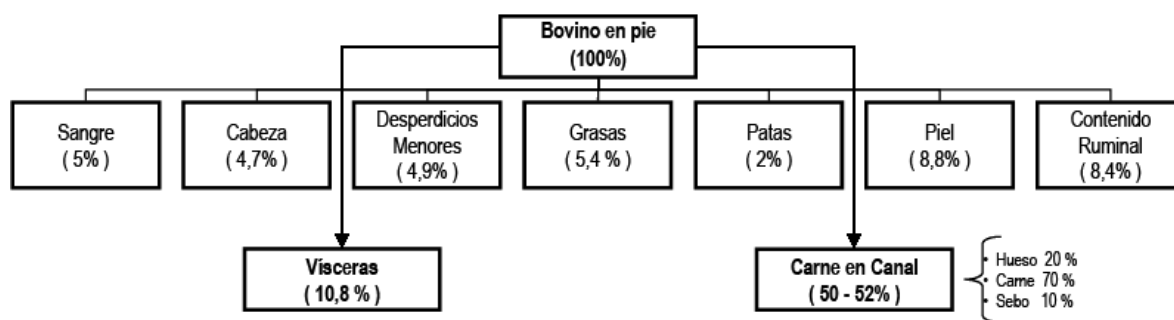 Bovino en pie
(100%)
Sangre
( 5%)
Cabeza
( 4,7%)
Desperdicios
Menores
( 4,9%)
Grasas
( 5,4 %)
Patas
( 2%)
Piel
( 8,8%)
Contenido
Ruminal
( 8,4%)
Vísceras
( 10,8 % )
Carne en Canal
( 50 - 52% )
• Hueso 20 %
• Carne 70 %
• Sebo 10 %